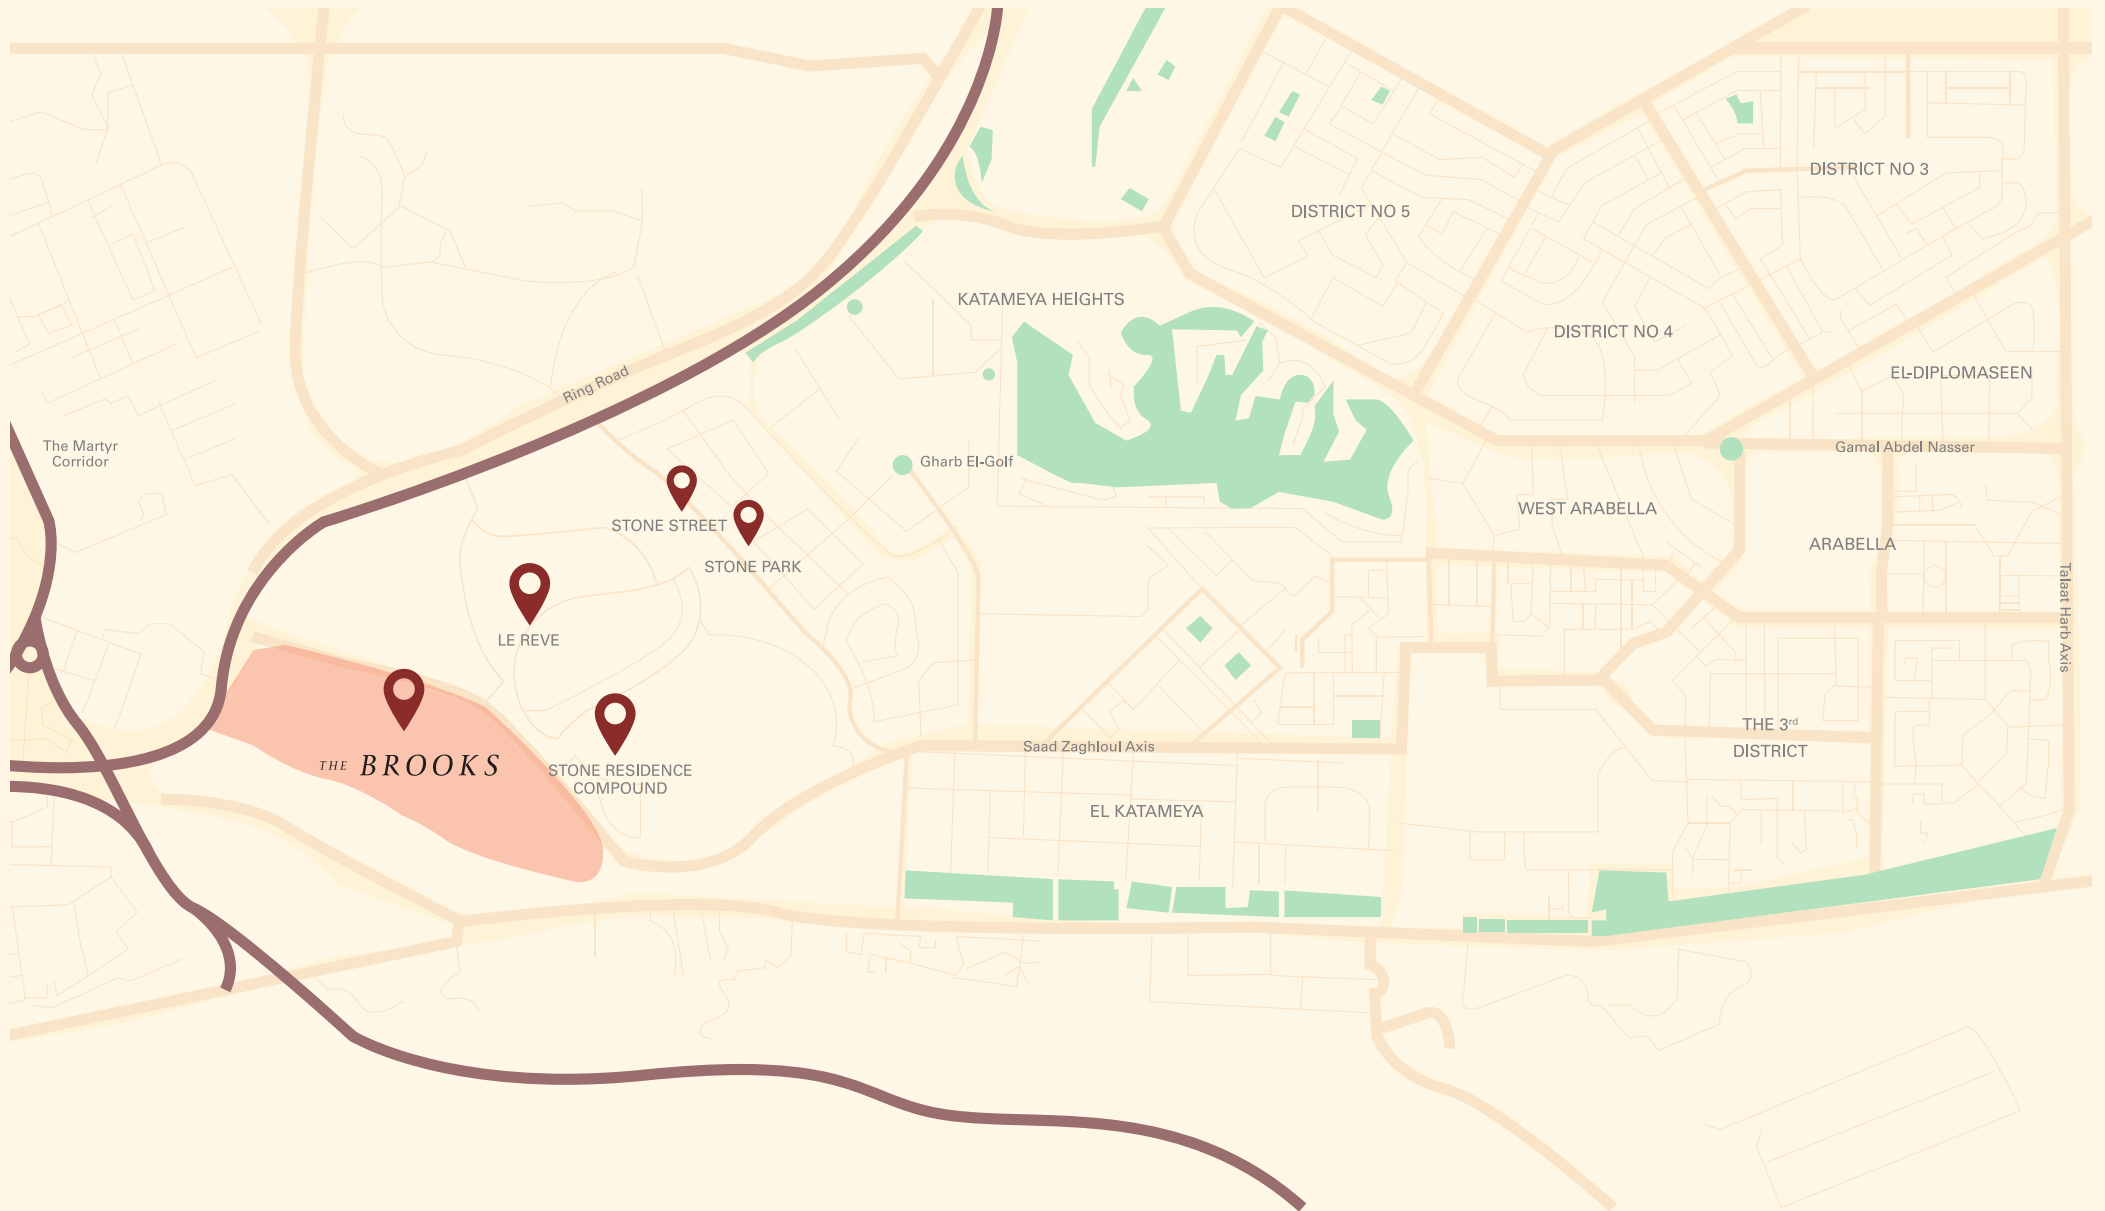 DISTRICT NO 3
DISTRICT NO 5
KATAMEYA HEIGHTS
DISTRICT NO 4
EL-DIPLOMASEEN
Ring Road
The Martyr
Corridor
Gamal Abdel Nasser
Gharb El-Golf
WEST ARABELLA
STONE STREET
ARABELLA
STONE PARK
Talaat Harb Axis
LE REVE
THE 3rd
DISTRICT
Saad Zaghloul Axis
THE BROOKS
STONE RESIDENCE
COMPOUND
EL KATAMEYA